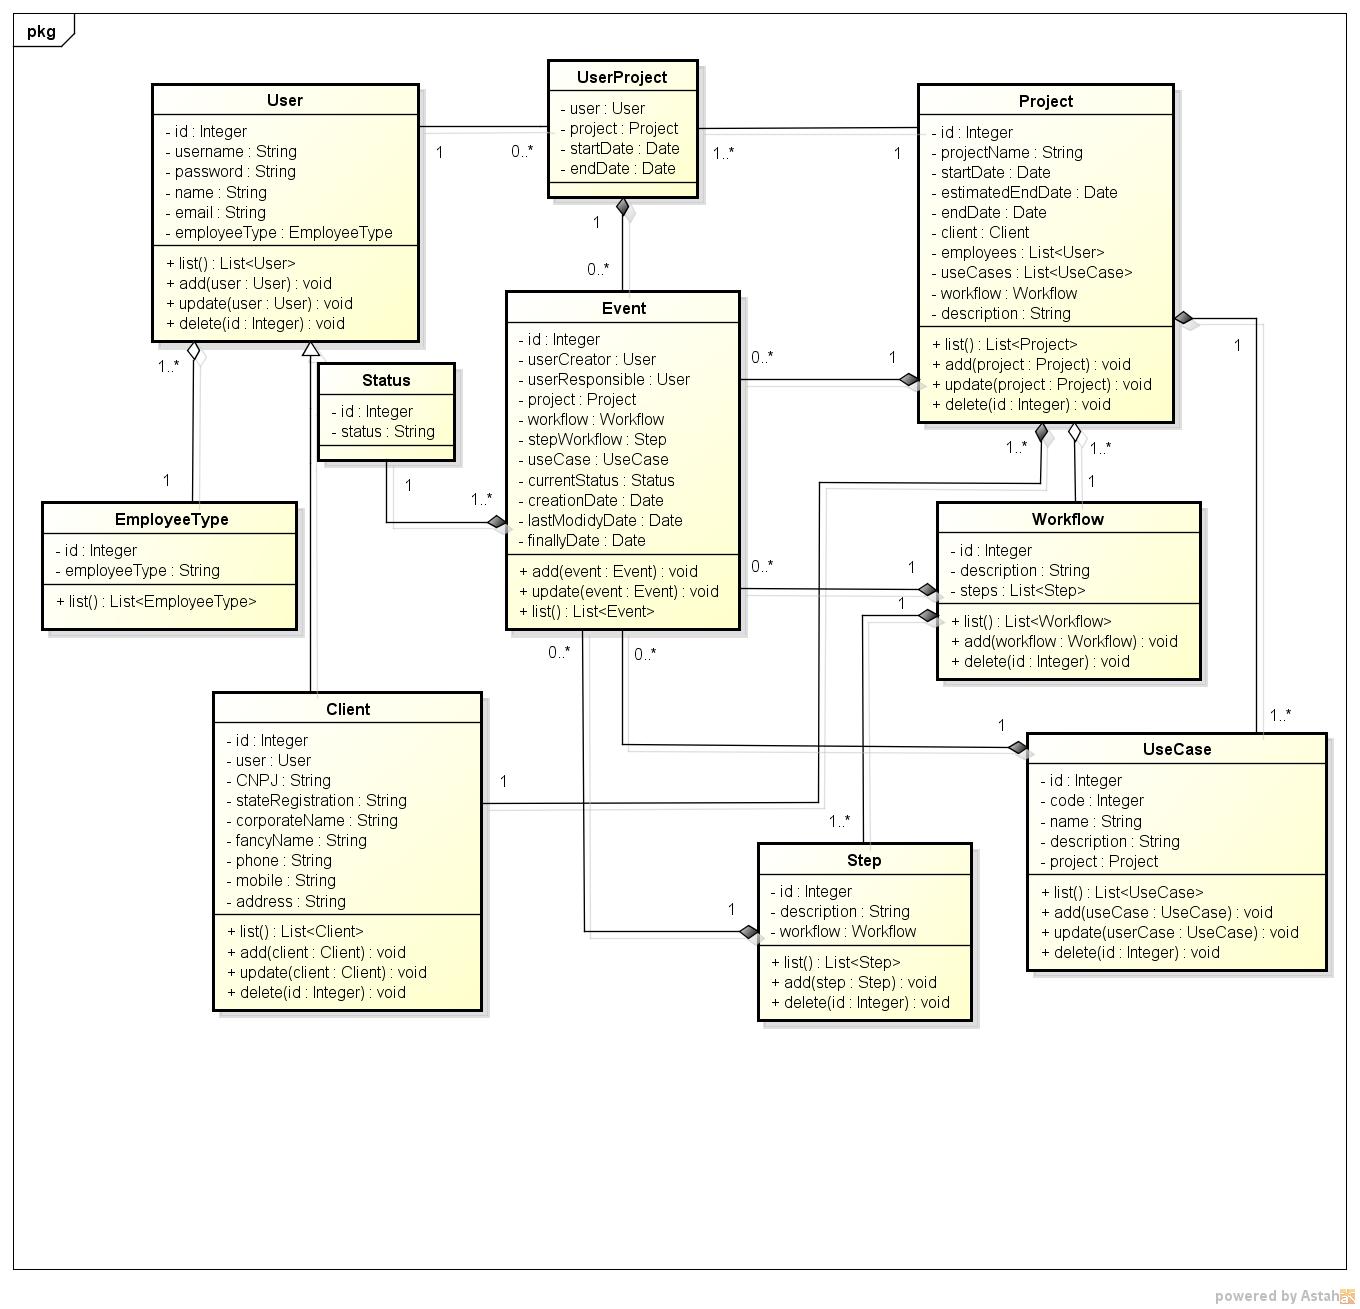 pkg
User
- id : Integer
- username : String
- password : String
- name : String
- email : String
- employeeType : EmployeeType
+ list() : List<User>
+ add(user : User) : void
+ update(user : User) : void
+ delete(id : Integer) : void
1
0..*
UserProject
- user : User
- project : Project
- startDate : Date
- endDate : Date
1..*
1
Project
- id : Integer
- projectName : String
- startDate : Date
- estimatedEndDate : Date
- endDate : Date
- client : Client
- employees : List<User>
- useCases : List<UseCase>
- workflow : Workflow
- description : String
+ list() : List<Project>
+ add(project : Project) : void
+ update(project : Project) : void
+ delete(id : Integer) : void
1
0..*
1..*
1
Status
- id : Integer
- status : String
1
1..*
Event
- id : Integer
- userCreator : User
- userResponsible : User
- project : Project
- workflow : Workflow
- stepWorkflow : Step
- useCase : UseCase
- currentStatus : Status
- creationDate : Date
- lastModidyDate : Date
- finallyDate : Date
+ add(event : Event) : void
+ update(event : Event) : void
+ list() : List<Event>
0..*
1
1
1..*
1..*
1
EmployeeType
- id : Integer
- employeeType : String
+ list() : List<EmployeeType>
Workflow
- id : Integer
- description : String
- steps : List<Step>
+ list() : List<Workflow>
+ add(workflow : Workflow) : void
+ delete(id : Integer) : void
0..*
1
1
0..*
0..*
1..*
1
Client
- id : Integer
- user : User
- CNPJ : String
- stateRegistration : String
- corporateName : String
- fancyName : String
- phone : String
- mobile : String
- address : String
+ list() : List<Client>
+ add(client : Client) : void
+ update(client : Client) : void
+ delete(id : Integer) : void
1
1..*
1
Step
- id : Integer
- description : String
- workflow : Workflow
+ list() : List<Step>
+ add(step : Step) : void
+ delete(id : Integer) : void
UseCase
- id : Integer
- code : Integer
- name : String
- description : String
- project : Project
+ list() : List<UseCase>
+ add(useCase : UseCase) : void
+ update(userCase : UseCase) : void
+ delete(id : Integer) : void
powered by Astah